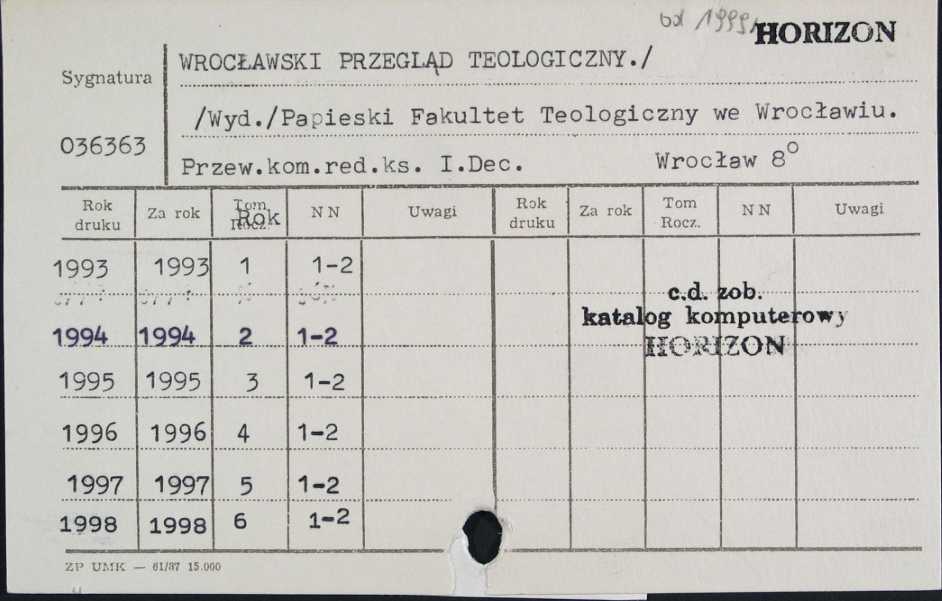 od 1999r. HORIZON
Sygnatura
036363
WROCŁAWSKI PRZEGLĄD TEOLOGICZNY./
/Wyd./Papieski Fakultet Teologiczny we Wrocławiu.
Przew.kom.red.ks. I.Dec. Wrocław 8°
Rok druku Za rok Tom Rocz. Rok NN Uwagi Rok druku Za rok Tom Rocz. NN Uwagi
1993 1993 1 1-2
1994 1994 2 1-2
1995 1995 3 1-2
1996 1996 4 1-2
1997 1997 5 1-2
1998 1998 6 1-2
c.d. zob.
katalog komputerowy
HORIZON
ZP UMK — 61/87 15.000